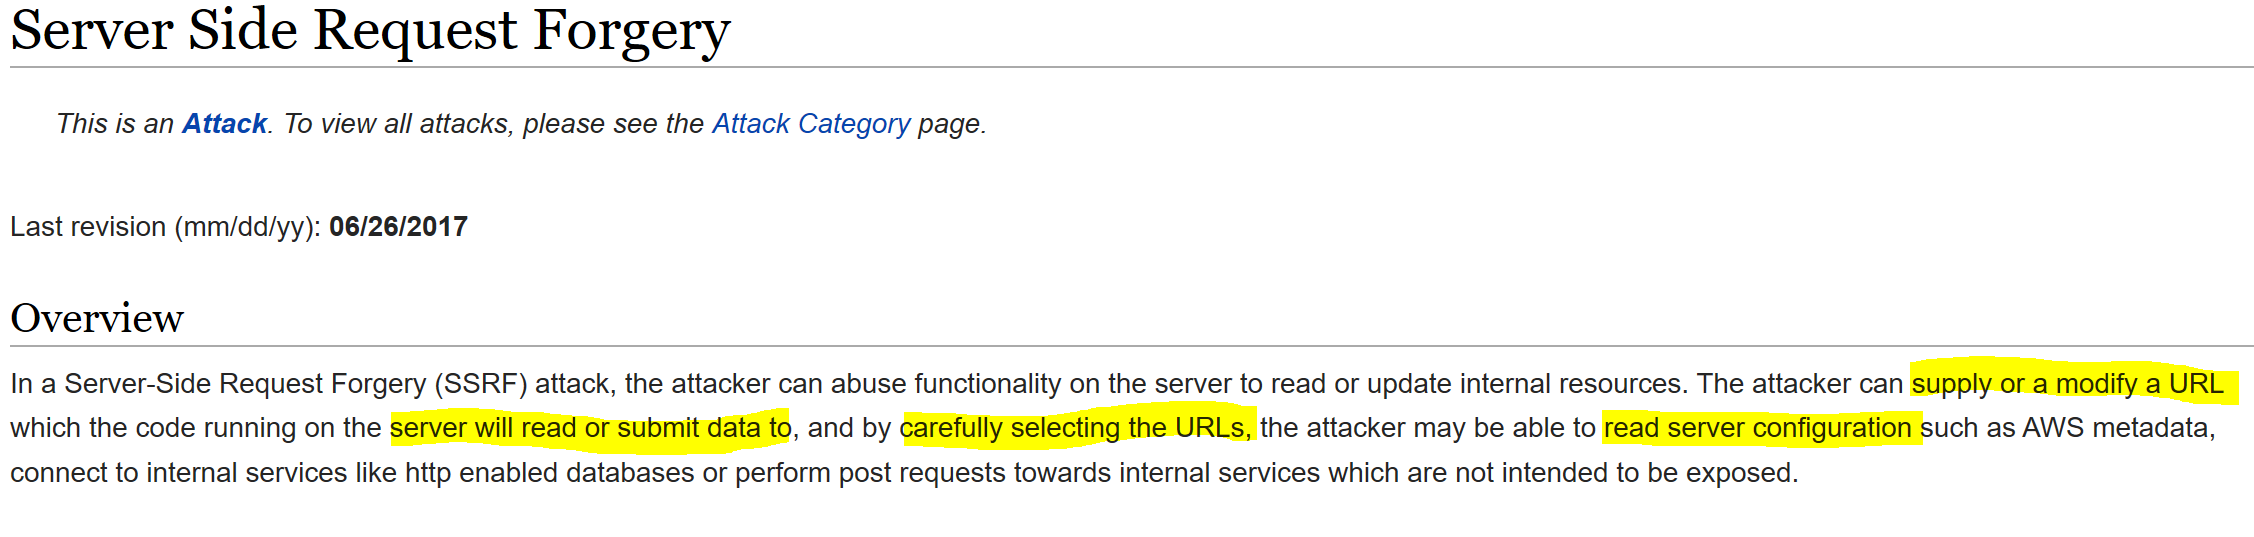 Server Side Request Forgery
This is an Attack. To view all attacks, please see the Attack Category page.
Last revision (mm/dd/yy): 06/26/2017
Overview
In a Server-Side Request Forgery (SSRF) attack, the attacker can abuse functionality on the server to read or update internal resources. The attacker can supply or a modify a URL
which the code running on the server will read or submit data to, and by carefully selecting the URLs, the attacker may be able to read server configuration such as AWS metadata,
connect to internal services like http enabled databases or perform post requests towards internal services which are not intended to be exposed.